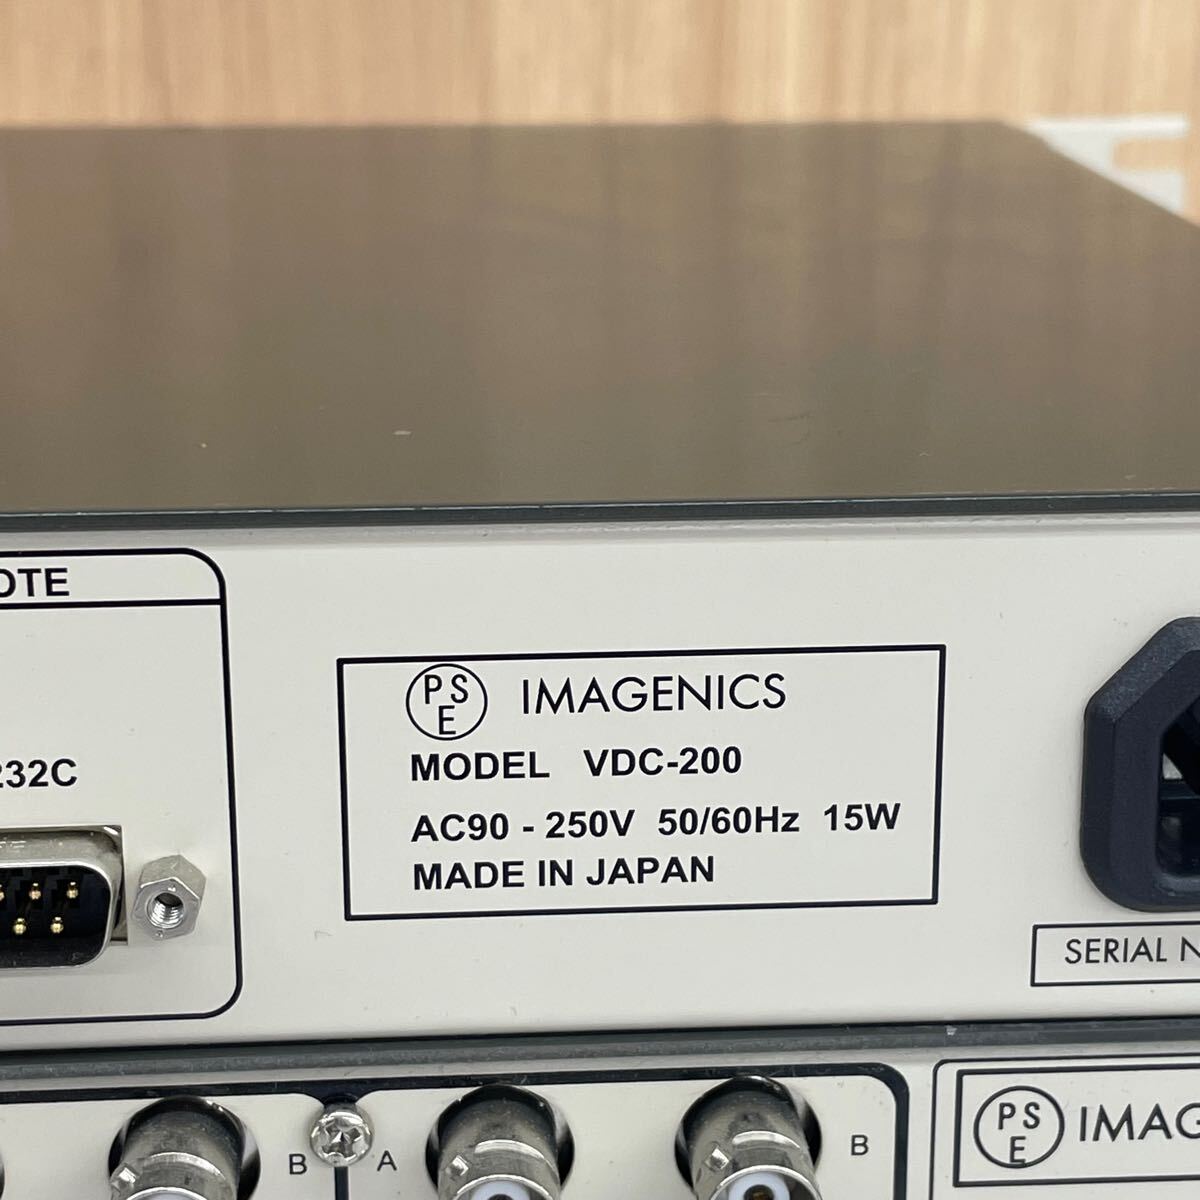 OTE
232C
PSE IMAGENICS
MODEL VDC-200
AC90 - 250V 50/60Hz 15W
MADE IN JAPAN
SERIAL N
B A B
PSE IMAG